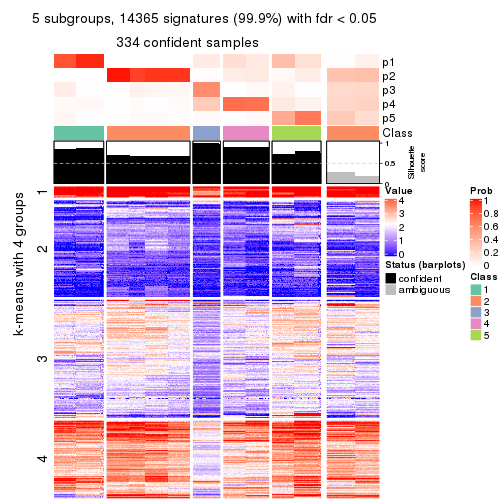 5 subgroups, 14365 signatures (99.9%) with fdr < 0.05
334 confident samples
p1
p2
p3
p4
p5
Class
1
0.5
0
Silhouette
score
k-means with 4 groups
1
2
3
4
Value
4
3
2
1
0
Status (barplots)
confident
ambiguous
Prob
1
0.8
0.6
0.4
0.2
0
Class
1
2
3
4
5